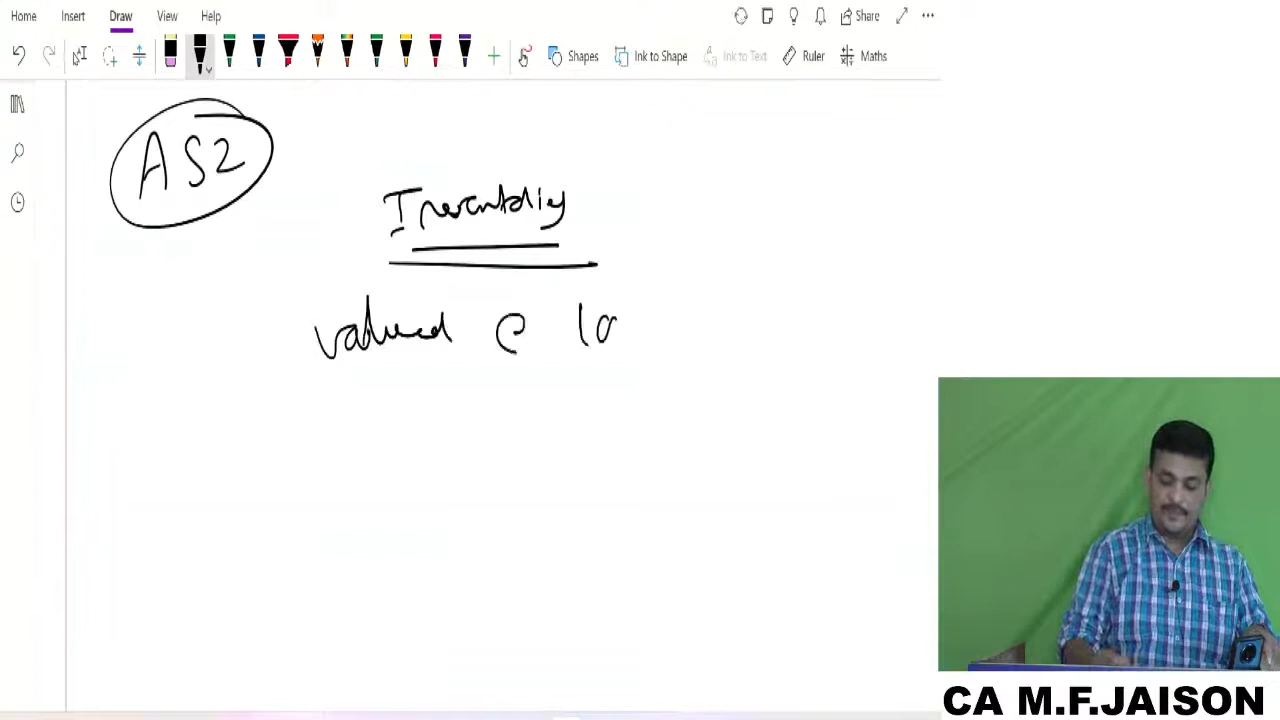 Home Insert Draw View Help Share
Shapes Ink to Shape Ink to Text Ruler Maths
AS2
Inventories
valued @ lo
CA M.F.JAISON